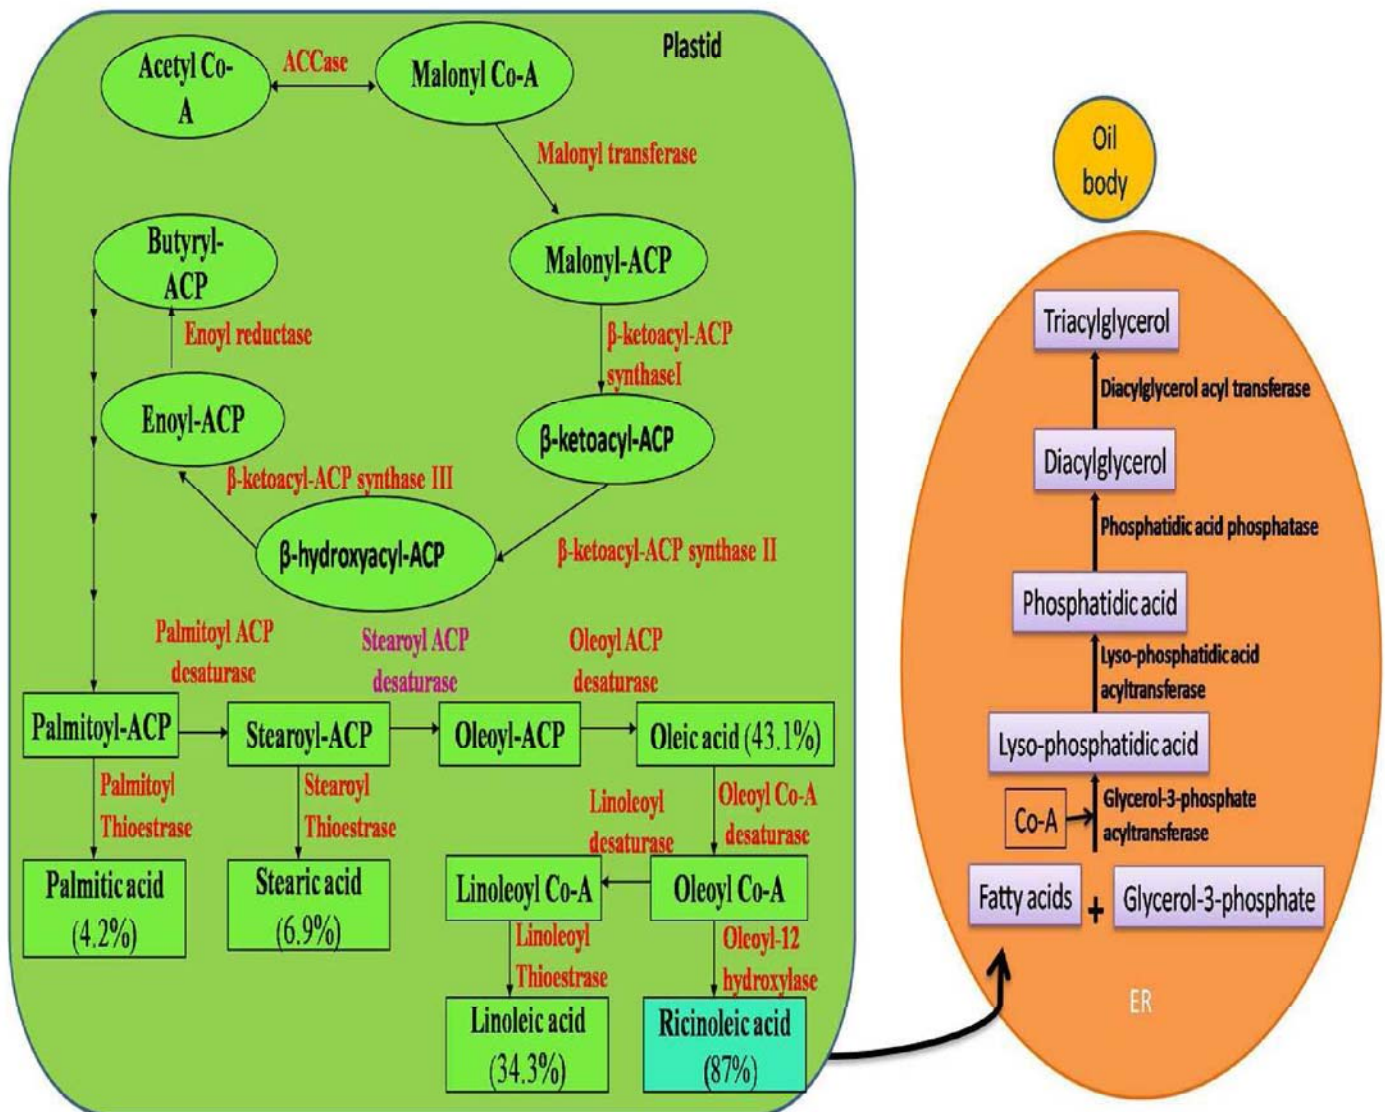 Plastid
Acetyl Co-
A
ACCase
Malonyl Co-A
Malonyl transferase
Butyryl-
ACP
Malonyl-ACP
Enoyl reductase
β-ketoacyl-ACP
synthaseI
Enoyl-ACP
β-ketoacyl-ACP
β-ketoacyl-ACP synthase III
β-hydroxyacyl-ACP
β-ketoacyl-ACP synthase II
Palmitoyl ACP
desaturase
Stearoyl ACP
desaturase
Oleoyl ACP
desaturase
Palmitoyl-ACP
Stearoyl-ACP
Oleoyl-ACP
Oleic acid (43.1%)
Palmitoyl
Thioestrase
Stearoyl
Thioestrase
Linoleoyl
desaturase
Oleoyl Co-A
desaturase
Palmitic acid
(4.2%)
Stearic acid
(6.9%)
Linoleoyl Co-A
Oleoyl Co-A
Linoleoyl
Thioestrase
Oleoyl-12
hydroxylase
Linoleic acid
(34.3%)
Ricinoleic acid
(87%)
Oil
body
Triacylglycerol
Diacylglycerol acyl transferase
Diacylglycerol
Phosphatidic acid phosphatase
Phosphatidic acid
Lyso-phosphatidic acid
acyltransferase
Lyso-phosphatidic acid
Co-A
Glycerol-3-phosphate
acyltransferase
Fatty acids + Glycerol-3-phosphate
ER